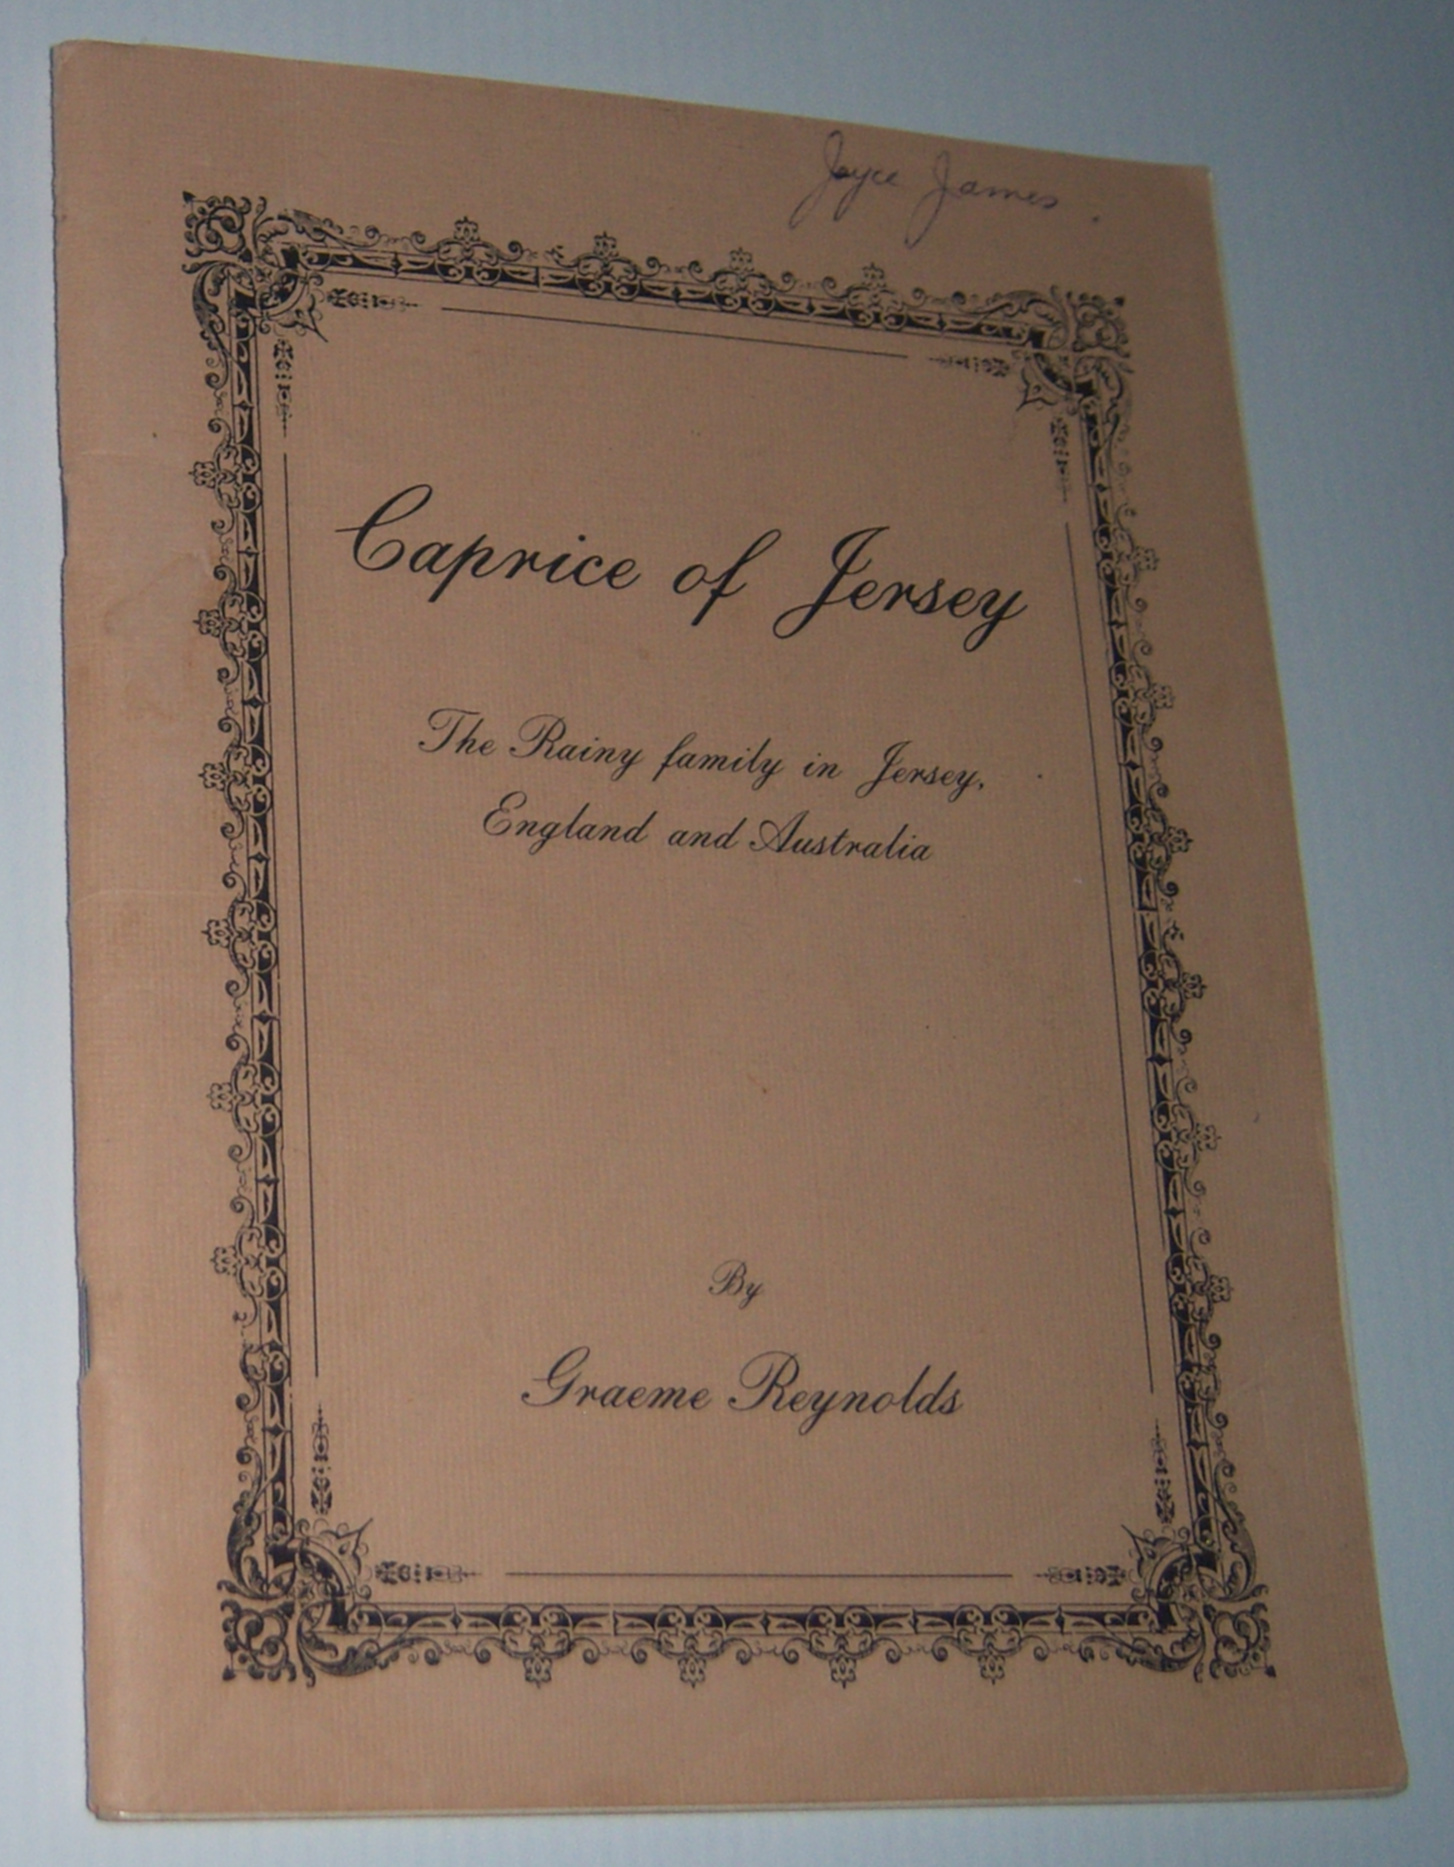 Joyce James.
Caprice of Jersey
The Rainy family in Jersey,
England and Australia
By
Graeme Reynolds